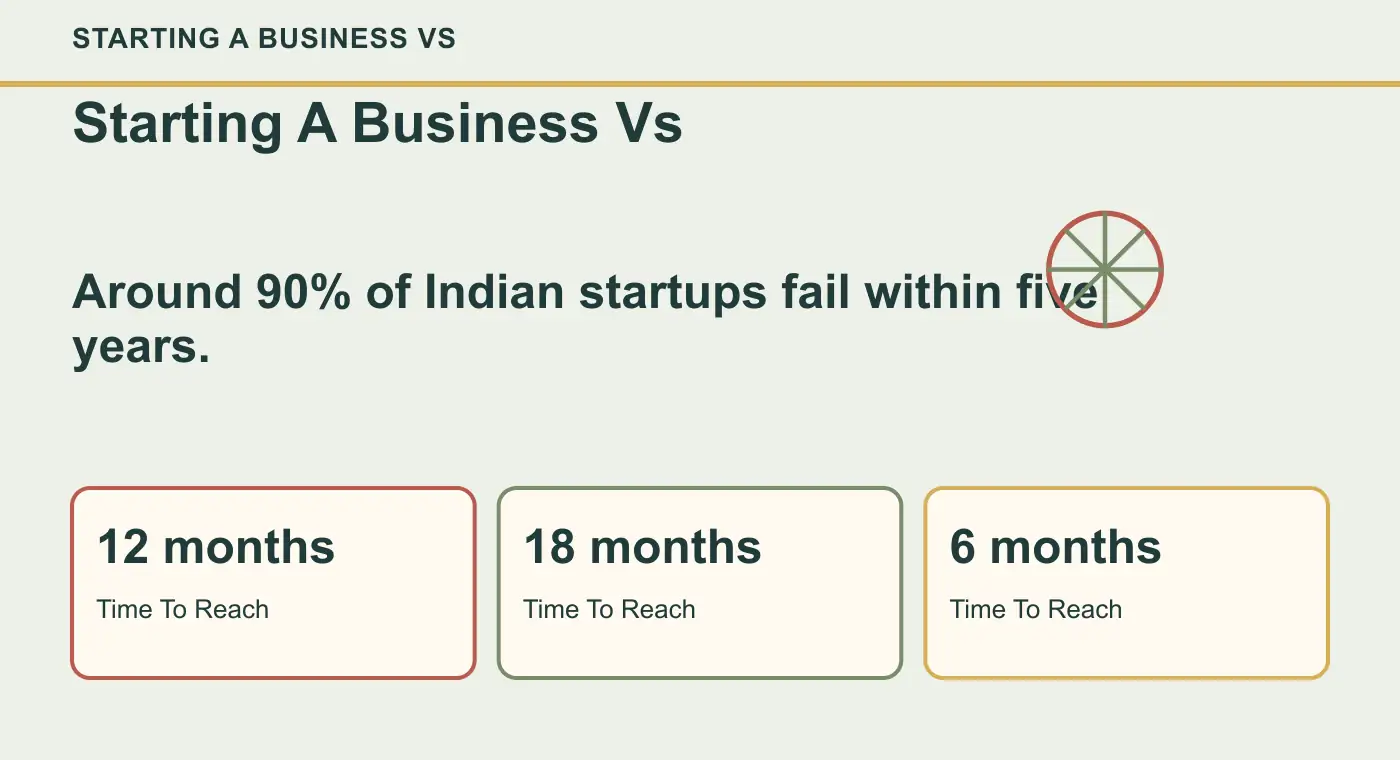 STARTING A BUSINESS VS
Starting A Business Vs
Around 90% of Indian startups fail within five
years.
12 months
Time To Reach
18 months
Time To Reach
6 months
Time To Reach